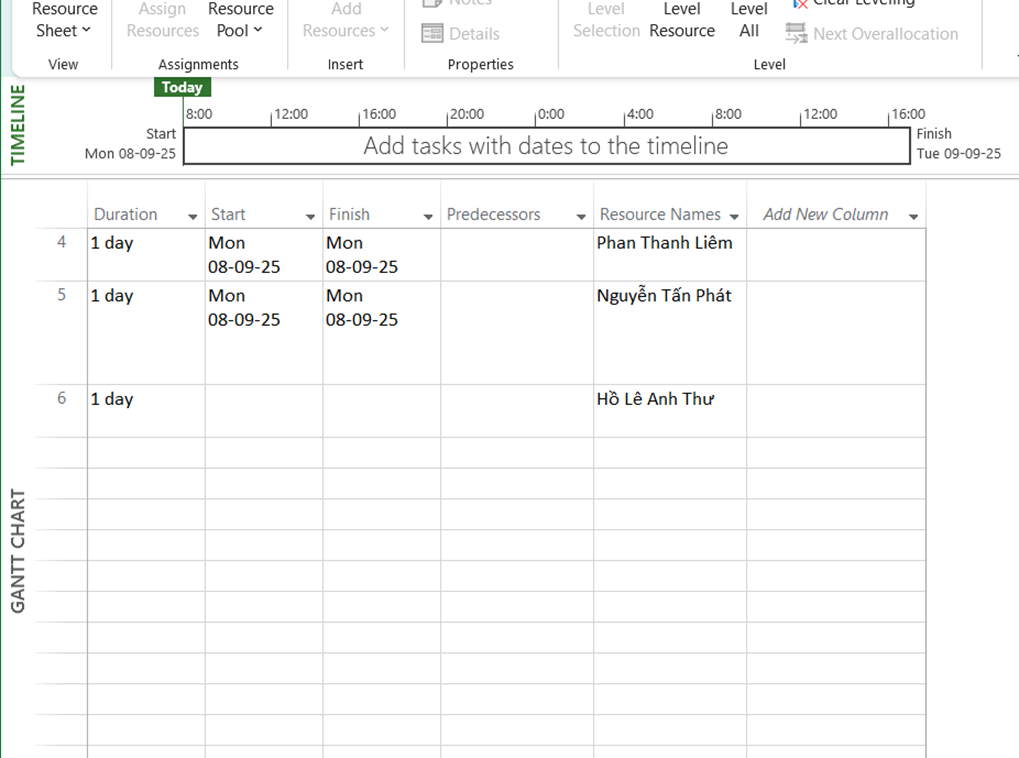 Resource Assign Resource Add Notes Level Level Level Clear Leveling
Sheet Resources Pool Resources Details Selection Resource All Next Overallocation
View Assignments Insert Properties Level
Today
TIMELINE
8:00 12:00 16:00 20:00 0:00 4:00 8:00 12:00 16:00
Start Add tasks with dates to the timeline Finish
Mon 08-09-25 Tue 09-09-25
Duration Start Finish Predecessors Resource Names Add New Column
4 1 day Mon Mon Phan Thanh Liêm
08-09-25 08-09-25
5 1 day Mon Mon Nguyễn Tấn Phát
08-09-25 08-09-25
6 1 day Hồ Lê Anh Thư
GANTT CHART